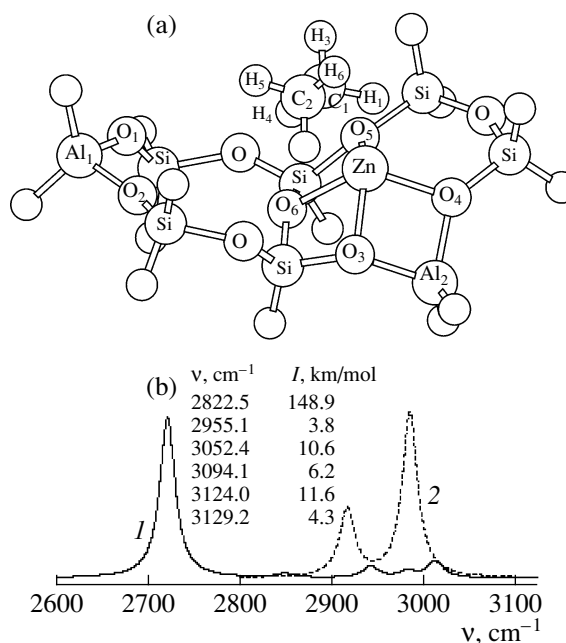 (a)
H3
H5 H6
C2 C1 H1
H4
Si
O
O1
Al1
Si
O
O5
Zn
Si
O2
Si
O6
O4
Si
O
Si
O3
Al2
(b)
ν, cm–1 I, km/mol
2822.5 148.9
2955.1 3.8
3052.4 10.6
3094.1 6.2
3124.0 11.6
3129.2 4.3
1
2
2600 2700 2800 2900 3000 3100
ν, cm–1